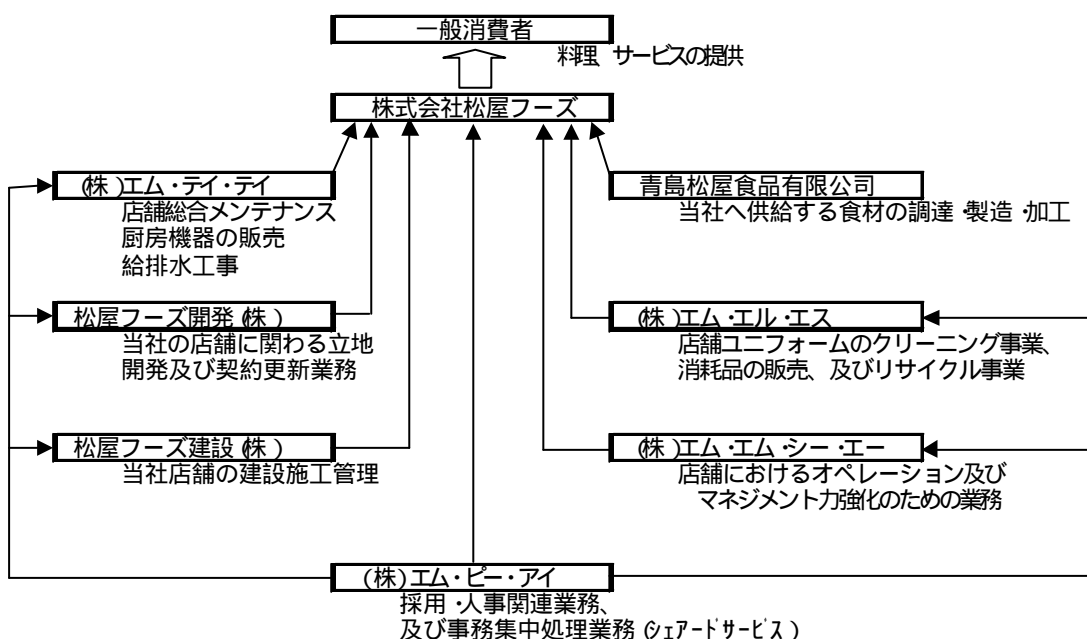 一般消費者
料理、サービスの提供
株式会社松屋フーズ
(株)エム・テイ・テイ
店舗総合メンテナンス
厨房機器の販売
給排水工事
青島松屋食品有限公司
当社へ供給する食材の調達・製造・加工
松屋フーズ開発(株)
当社の店舗に関わる立地
開発及び契約更新業務
(株)エム・エル・エス
店舗ユニフォームのクリーニング事業、
消耗品の販売、及びリサイクル事業
松屋フーズ建設(株)
当社店舗の建設施工管理
(株)エム・エム・シー・エー
店舗におけるオペレーション及び
マネジメント力強化のための業務
(株)エム・ピー・アイ
採用・人事関連業務、
及び事務集中処理業務(シェアードサービス)